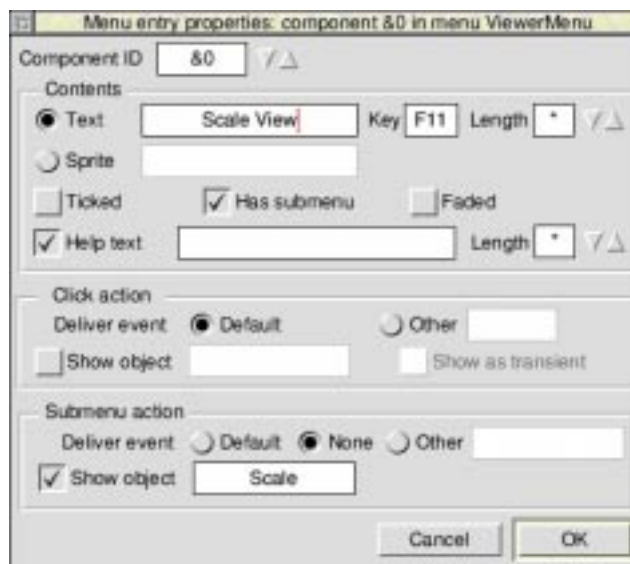 Menu entry properties: component &0 in menu ViewerMenu
Component ID &0
Contents
Text Scale View Key F11 Length *
Sprite
Ticked Has submenu Faded
Help text Length *
Click action
Deliver event Default Other
Show object Show as transient
Submenu action
Deliver event Default None Other
Show object Scale
Cancel OK